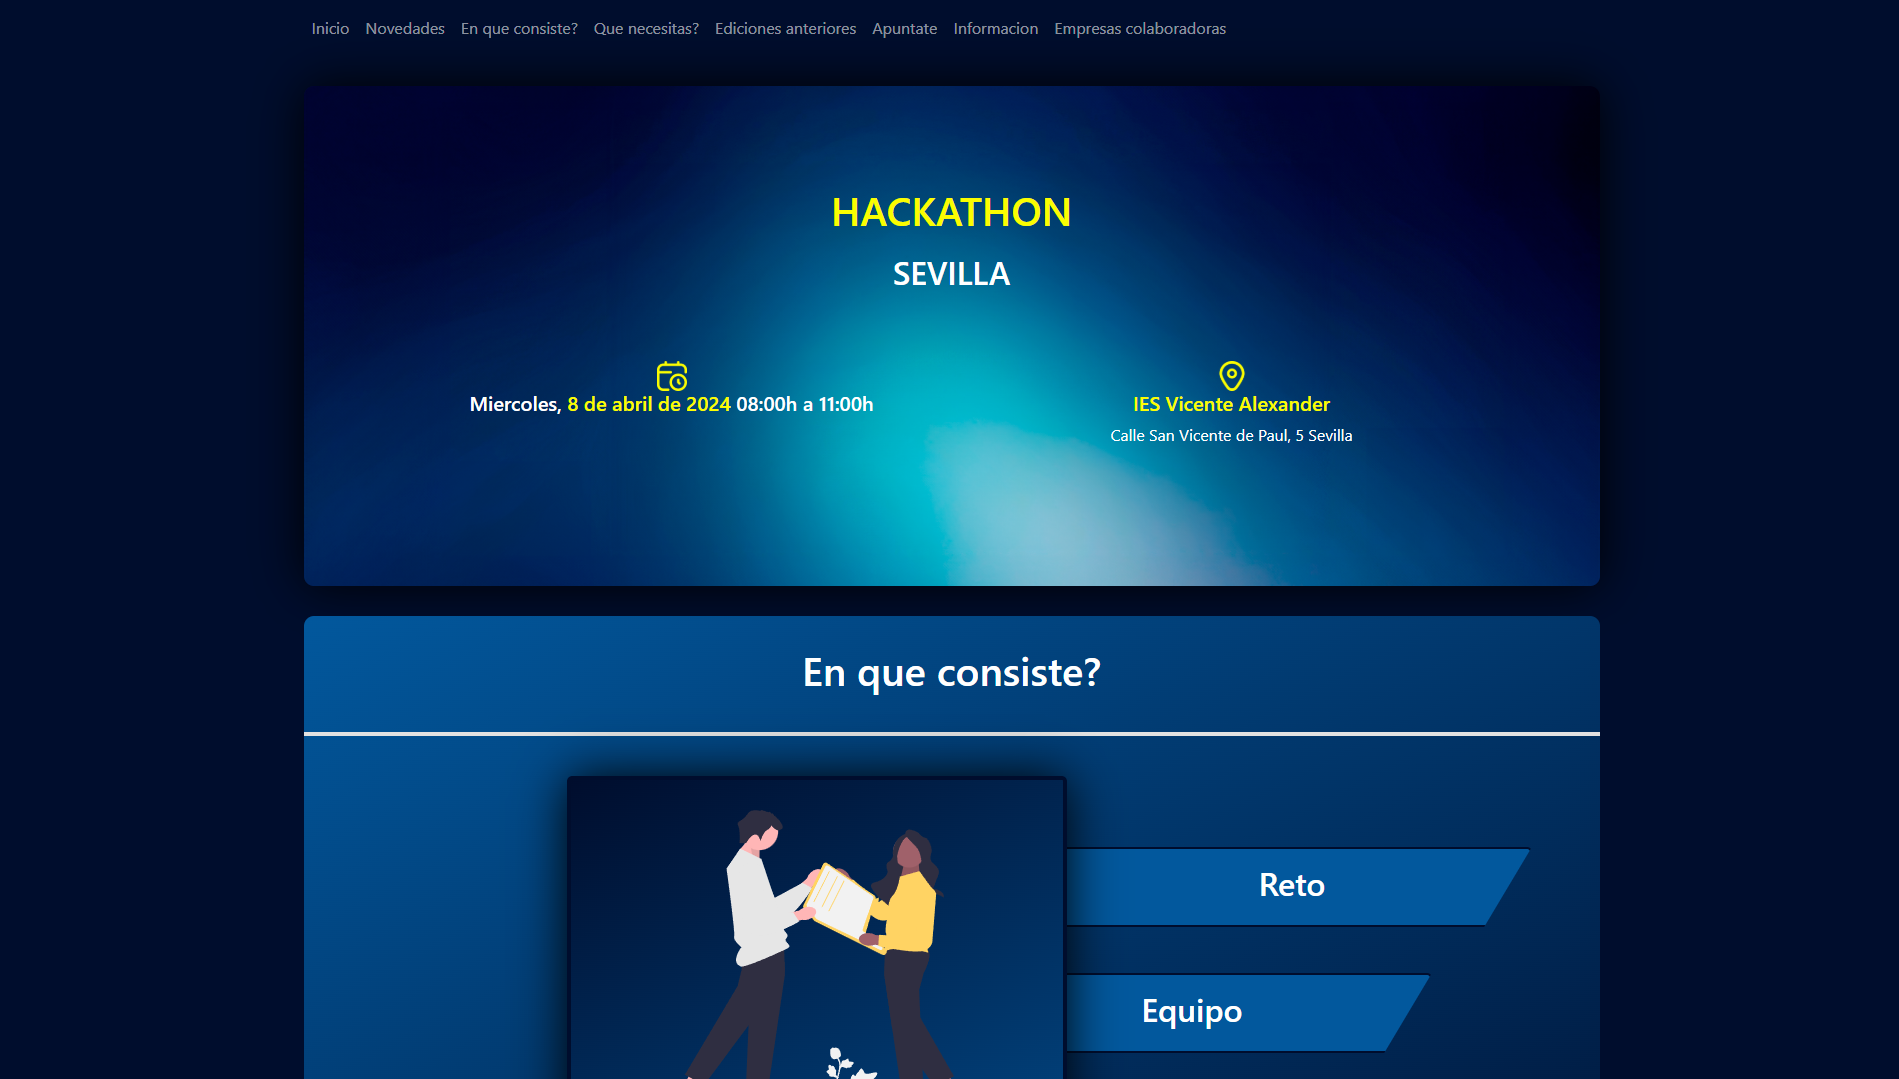 Inicio Novedades En que consiste? Que necesitas? Ediciones anteriores Apuntate Informacion Empresas colaboradoras
HACKATHON
SEVILLA
Miercoles, 8 de abril de 2024 08:00h a 11:00h
IES Vicente Alexander
Calle San Vicente de Paul, 5 Sevilla
En que consiste?
Reto
Equipo